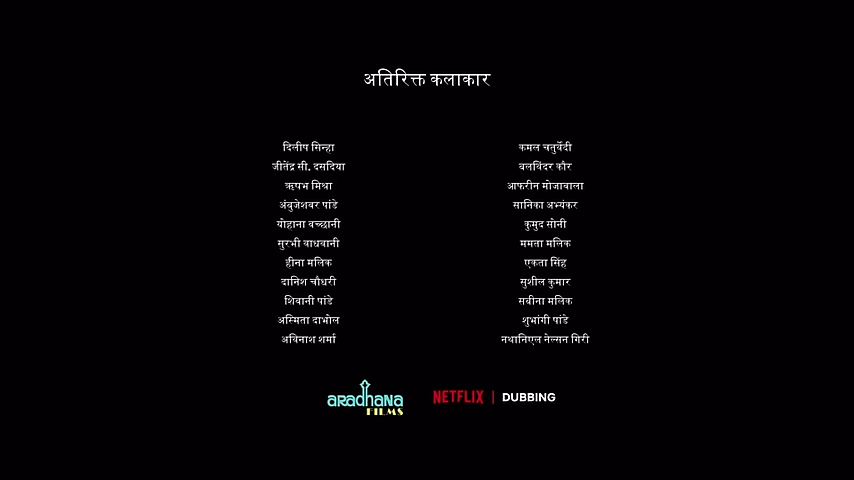 अतिरिक्त कलाकार
दिलीप सिन्हा
जीतेंद्र सी. दसदिया
ऋषभ मिश्रा
अंबुजेशवर पांडे
योहाना वच्छानी
सुरभी वाधवानी
हीना मलिक
दानिश चौधरी
शिवानी पांडे
अस्मिता दाभोल
अविनाश शर्मा
कमल चतुर्वेदी
बलविंदर कौर
आफरीन मोजावाला
सानिका अभ्यंकर
कुमुद सोनी
ममता मलिक
एकता सिंह
सुशील कुमार
सबीना मलिक
शुभांगी पांडे
नथानिएल नेल्सन गिरी
aradhana
FILMS
NETFLIX | DUBBING